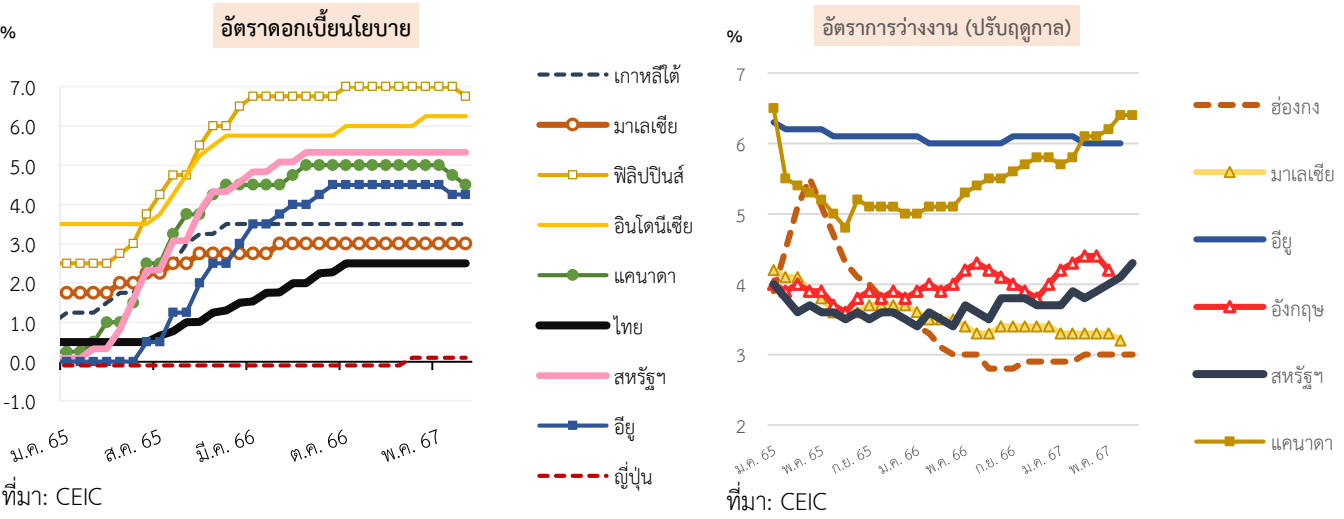 อัตราดอกเบี้ยนโยบาย
%
7.0
6.0
5.0
4.0
3.0
2.0
1.0
0.0
-1.0
ม.ค. 65
ส.ค. 65
มี.ค. 66
ต.ค. 66
พ.ค. 67
เกาหลีใต้
มาเลเซีย
ฟิลิปปินส์
อินโดนีเซีย
แคนาดา
ไทย
สหรัฐฯ
อียู
ญี่ปุ่น
ที่มา: CEIC
อัตราการว่างงาน (ปรับฤดูกาล)
%
7
6
5
4
3
2
ม.ค. 65
พ.ค. 65
ก.ย. 65
ม.ค. 66
พ.ค. 66
ก.ย. 66
ม.ค. 67
พ.ค. 67
ฮ่องกง
มาเลเซีย
อียู
อังกฤษ
สหรัฐฯ
แคนาดา
ที่มา: CEIC